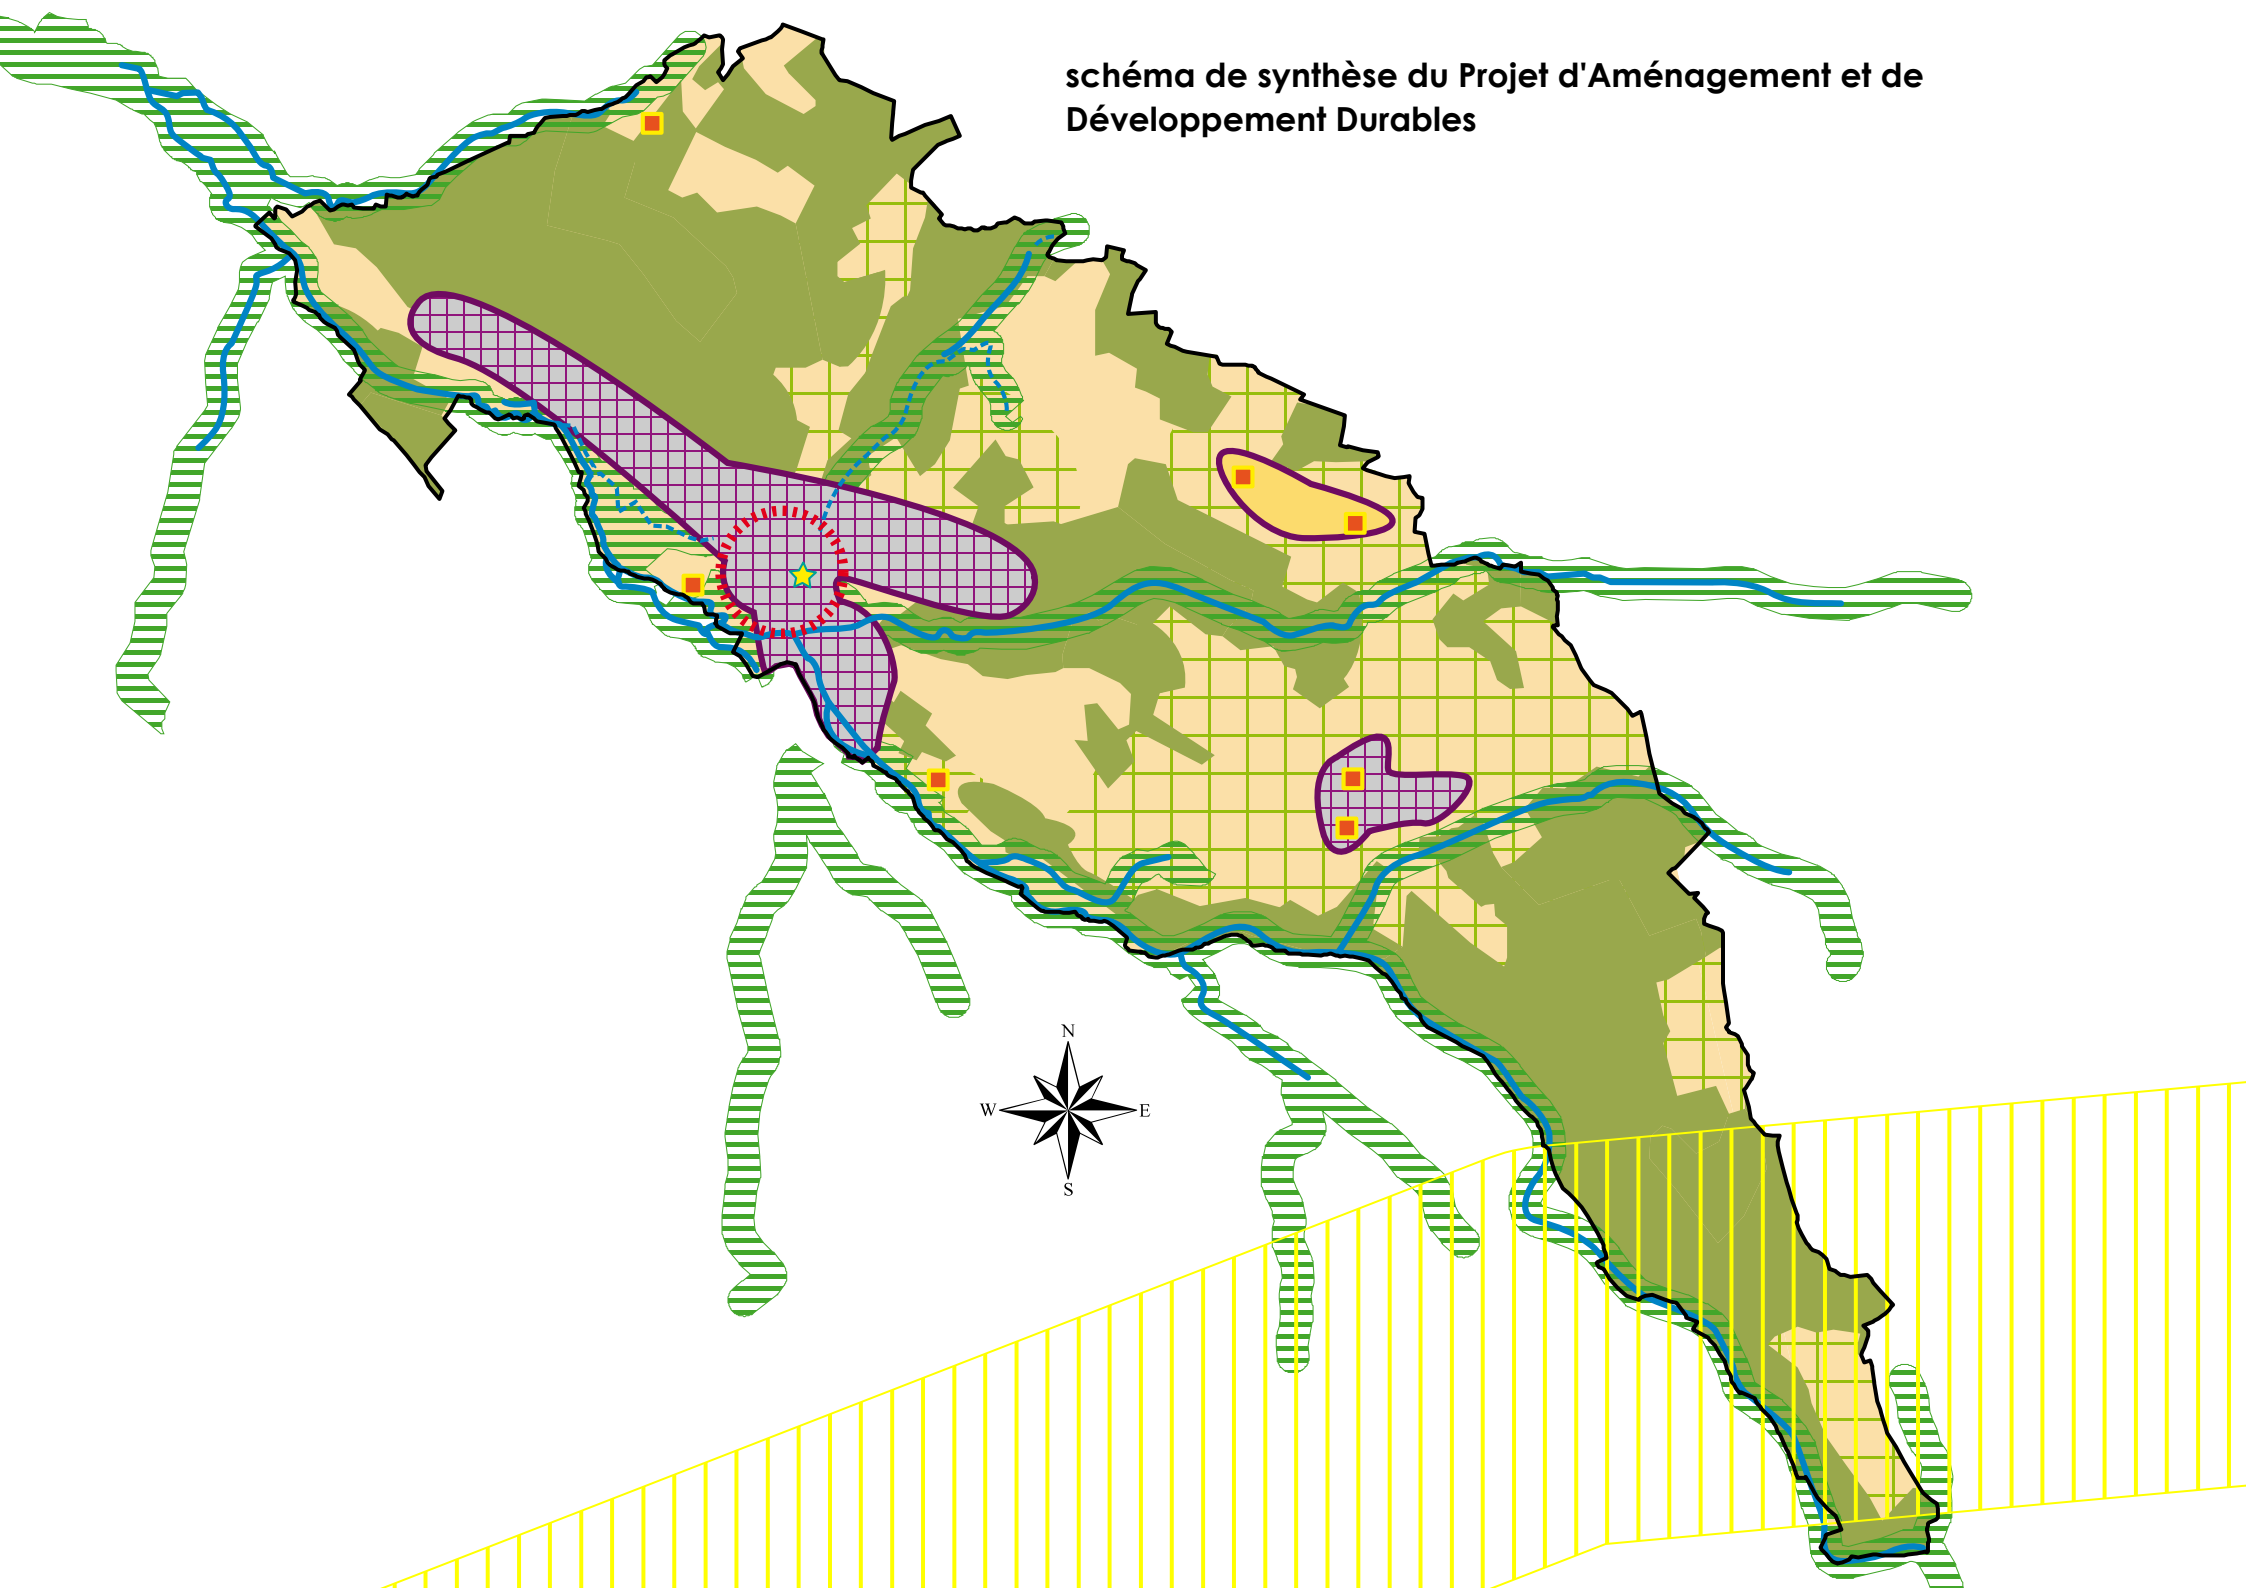 schéma de synthèse du Projet d'Aménagement et de
Développement Durables
N
W E
S